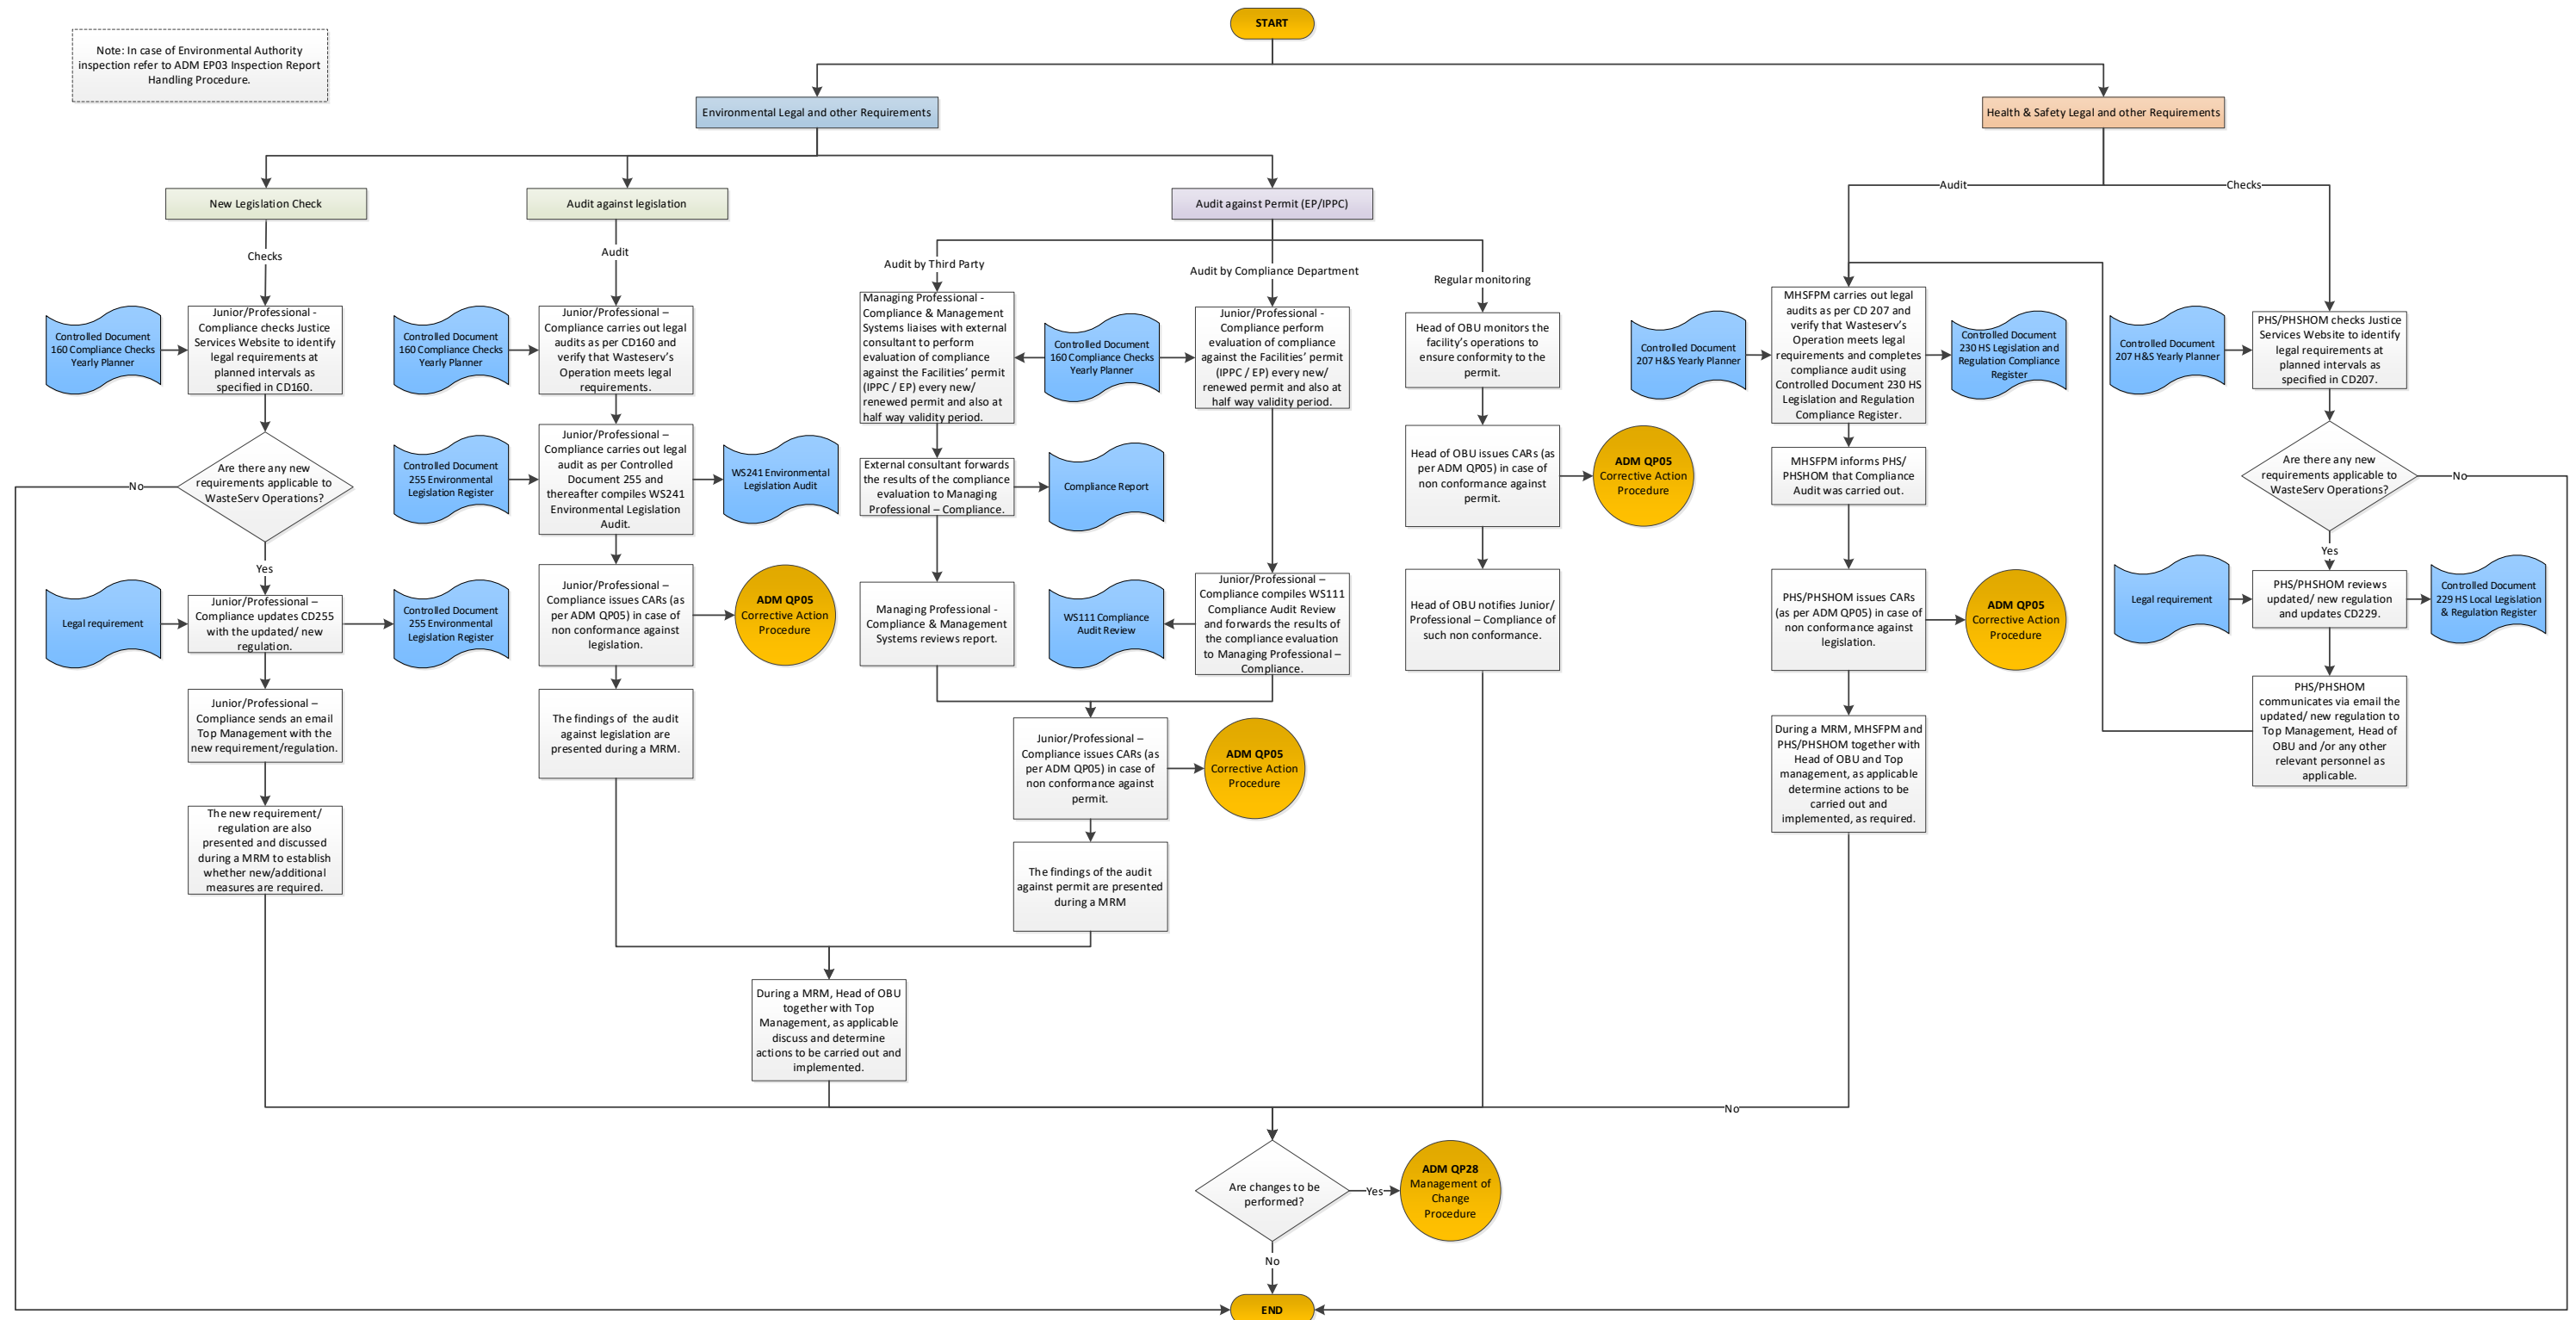 START
Note: In case of Environmental Authority
inspection refer to ADM EP03 Inspection Report
Handling Procedure.
Environmental Legal and other Requirements
Health & Safety Legal and other Requirements
New Legislation Check
Audit against legislation
Audit against Permit (EP/IPPC)
Audit
Checks
Checks
Audit
Audit by Third Party
Audit by Compliance Department
Regular monitoring
Controlled Document
160 Compliance Checks
Yearly Planner
Junior/Professional -
Compliance checks Justice
Services Website to identify
legal requirements at
planned intervals as
specified in CD160.
Controlled Document
160 Compliance Checks
Yearly Planner
Junior/Professional –
Compliance carries out legal
audits as per CD160 and
verify that Wasteserv's
Operation meets legal
requirements.
Managing Professional -
Compliance & Management
Systems liaises with external
consultant to perform
evaluation of compliance
against the Facilities' permit
(IPPC / EP) every new/
renewed permit and also at
half way validity period.
Controlled Document
160 Compliance Checks
Yearly Planner
Junior/Professional -
Compliance perform
evaluation of compliance
against the Facilities' permit
(IPPC / EP) every new/
renewed permit and also at
half way validity period.
Head of OBU monitors the
facility's operations to
ensure conformity to the
permit.
Controlled Document
207 H&S Yearly Planner
MHSFPM carries out legal
audits as per CD 207 and
verify that Wasteserv's
Operation meets legal
requirements and completes
compliance audit using
Controlled Document 230 HS
Legislation and Regulation
Compliance Register.
Controlled Document
230 HS Legislation and
Regulation Compliance
Register
Controlled Document
207 H&S Yearly Planner
PHS/PHSHOM checks Justice
Services Website to identify
legal requirements at
planned intervals as
specified in CD207.
Are there any new
requirements applicable to
WasteServ Operations?
No
Yes
Controlled Document
255 Environmental
Legislation Register
Junior/Professional –
Compliance carries out legal
audit as per Controlled
Document 255 and
thereafter compiles WS241
Environmental Legislation
Audit.
WS241 Environmental
Legislation Audit
External consultant forwards
the results of the compliance
evaluation to Managing
Professional – Compliance.
Compliance Report
Head of OBU issues CARs (as
per ADM QP05) in case of
non conformance against
permit.
ADM QP05
Corrective Action
Procedure
MHSFPM informs PHS/
PHSHOM that Compliance
Audit was carried out.
Are there any new
requirements applicable to
WasteServ Operations?
No
Yes
Legal requirement
Junior/Professional –
Compliance updates CD255
with the updated/ new
regulation.
Controlled Document
255 Environmental
Legislation Register
Junior/Professional –
Compliance issues CARs (as
per ADM QP05) in case of
non conformance against
legislation.
ADM QP05
Corrective Action
Procedure
Managing Professional -
Compliance & Management
Systems reviews report.
WS111 Compliance
Audit Review
Junior/Professional –
Compliance compiles WS111
Compliance Audit Review
and forwards the results of
the compliance evaluation
to Managing Professional –
Compliance.
Head of OBU notifies Junior/
Professional – Compliance of
such non conformance.
PHS/PHSHOM issues CARs
(as per ADM QP05) in case of
non conformance against
legislation.
ADM QP05
Corrective Action
Procedure
Legal requirement
PHS/PHSHOM reviews
updated/ new regulation
and updates CD229.
Controlled Document
229 HS Local Legislation
& Regulation Register
Junior/Professional –
Compliance sends an email
Top Management with the
new requirement/regulation.
The findings of the audit
against legislation are
presented during a MRM.
Junior/Professional –
Compliance issues CARs (as
per ADM QP05) in case of
non conformance against
permit.
ADM QP05
Corrective Action
Procedure
During a MRM, MHSFPM and
PHS/PHSHOM together with
Head of OBU and Top
management, as applicable
determine actions to be
carried out and
implemented, as required.
PHS/PHSHOM
communicates via email the
updated/ new regulation to
Top Management, Head of
OBU and /or any other
relevant personnel as
applicable.
The new requirement/
regulation are also
presented and discussed
during a MRM to establish
whether new/additional
measures are required.
The findings of the audit
against permit are presented
during a MRM
During a MRM, Head of OBU
together with Top
Management, as applicable
discuss and determine
actions to be carried out and
implemented.
No
Are changes to be
performed?
Yes
ADM QP28
Management of
Change
Procedure
No
END